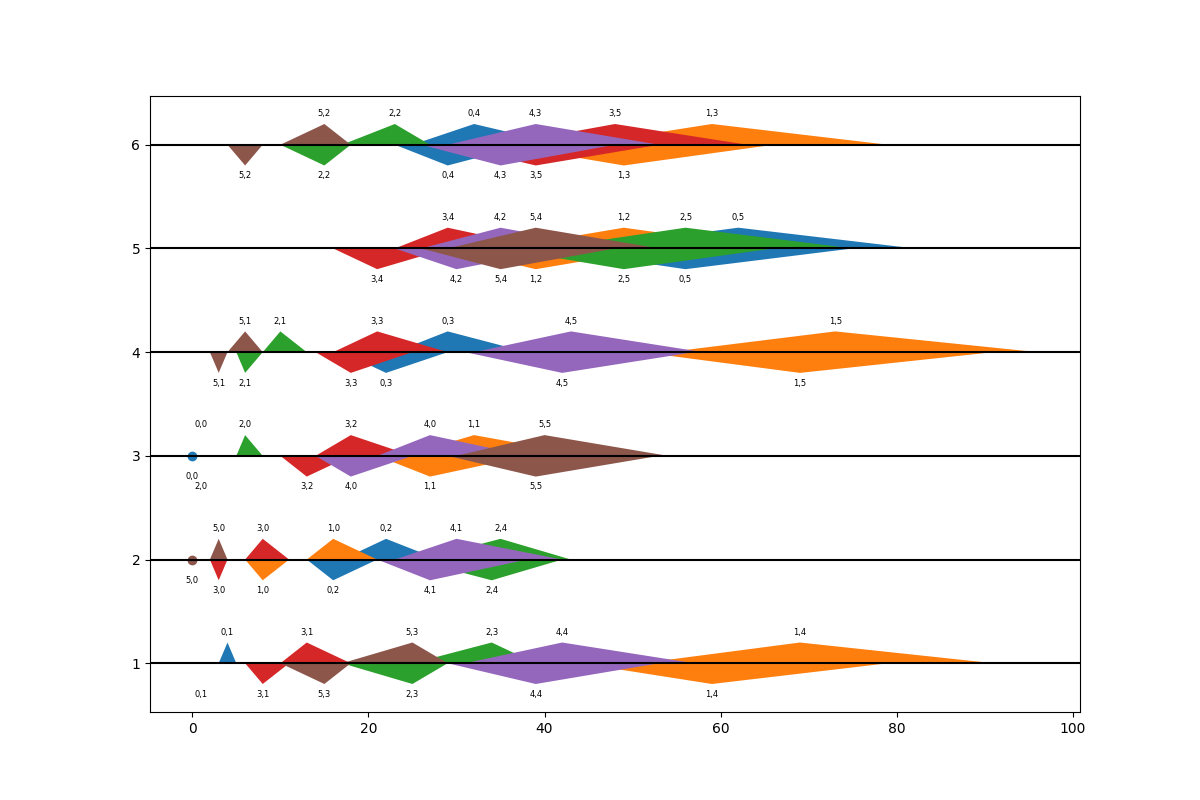 5,2 2,2 0,4 4,3 3,5 1,3
6
5,2 2,2 0,4 4,3 3,5 1,3
3,4 4,2 5,4 1,2 2,5 0,5
5
3,4 4,2 5,4 1,2 2,5 0,5
5,1 2,1 3,3 0,3 4,5 1,5
4
5,1 2,1 3,3 0,3 4,5 1,5
0,0 2,0 3,2 4,0 1,1 5,5
3
0,0
2,0 3,2 4,0 1,1 5,5
5,0 3,0 1,0 0,2 4,1 2,4
2
5,0
3,0 1,0 0,2 4,1 2,4
0,1 3,1 5,3 2,3 4,4 1,4
1
0,1 3,1 5,3 2,3 4,4 1,4
0 20 40 60 80 100